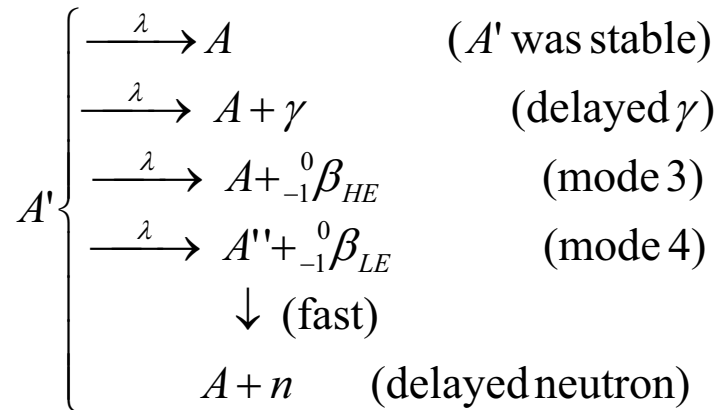 λ → A (A' was stable)
λ → A + γ (delayed γ)
A' { λ → A + ⁰₋₁β_HE (mode 3)
λ → A'' + ⁰₋₁β_LE (mode 4)
↓ (fast)
A + n (delayed neutron)